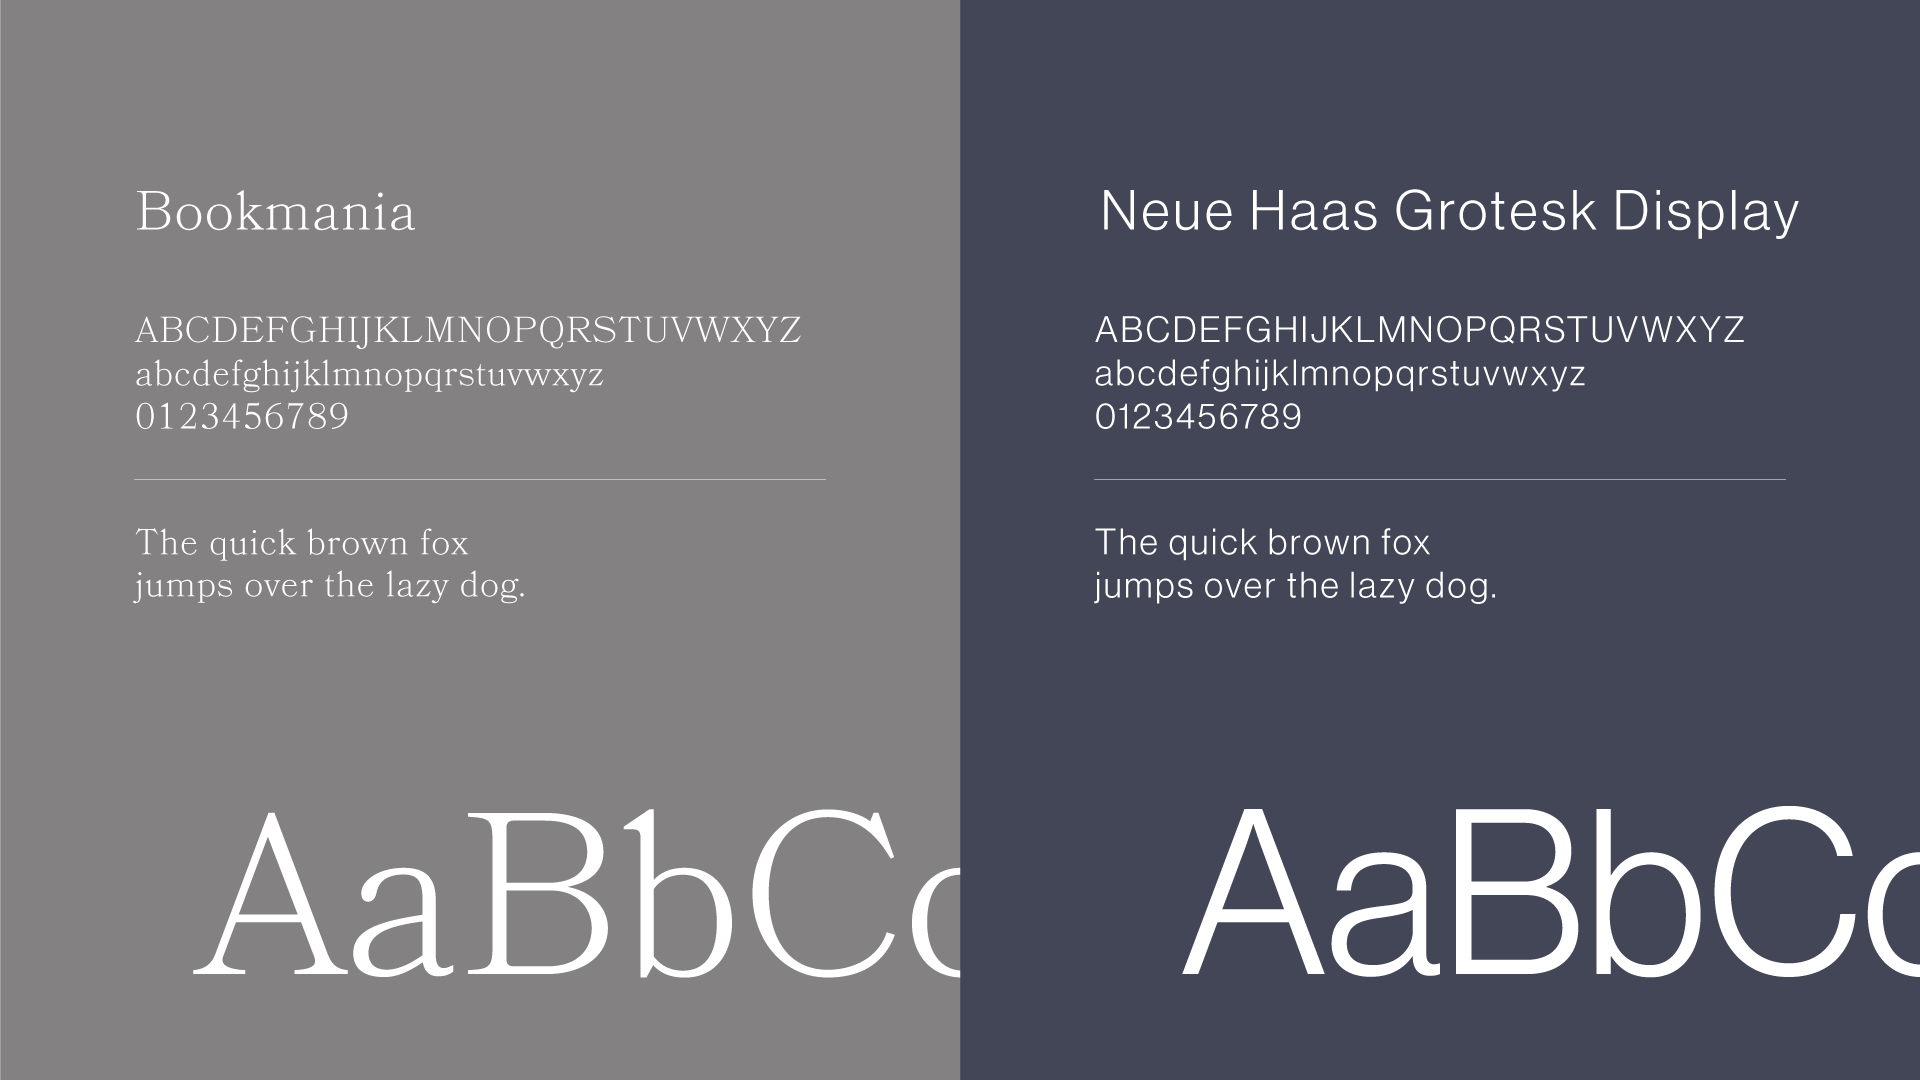 Bookmania
ABCDEFGHIJKLMNOPQRSTUVWXYZ
abcdefghijklmnopqrstuvwxyz
0123456789
The quick brown fox
jumps over the lazy dog.
AaBbCc
Neue Haas Grotesk Display
ABCDEFGHIJKLMNOPQRSTUVWXYZ
abcdefghijklmnopqrstuvwxyz
0123456789
The quick brown fox
jumps over the lazy dog.
AaBbCc